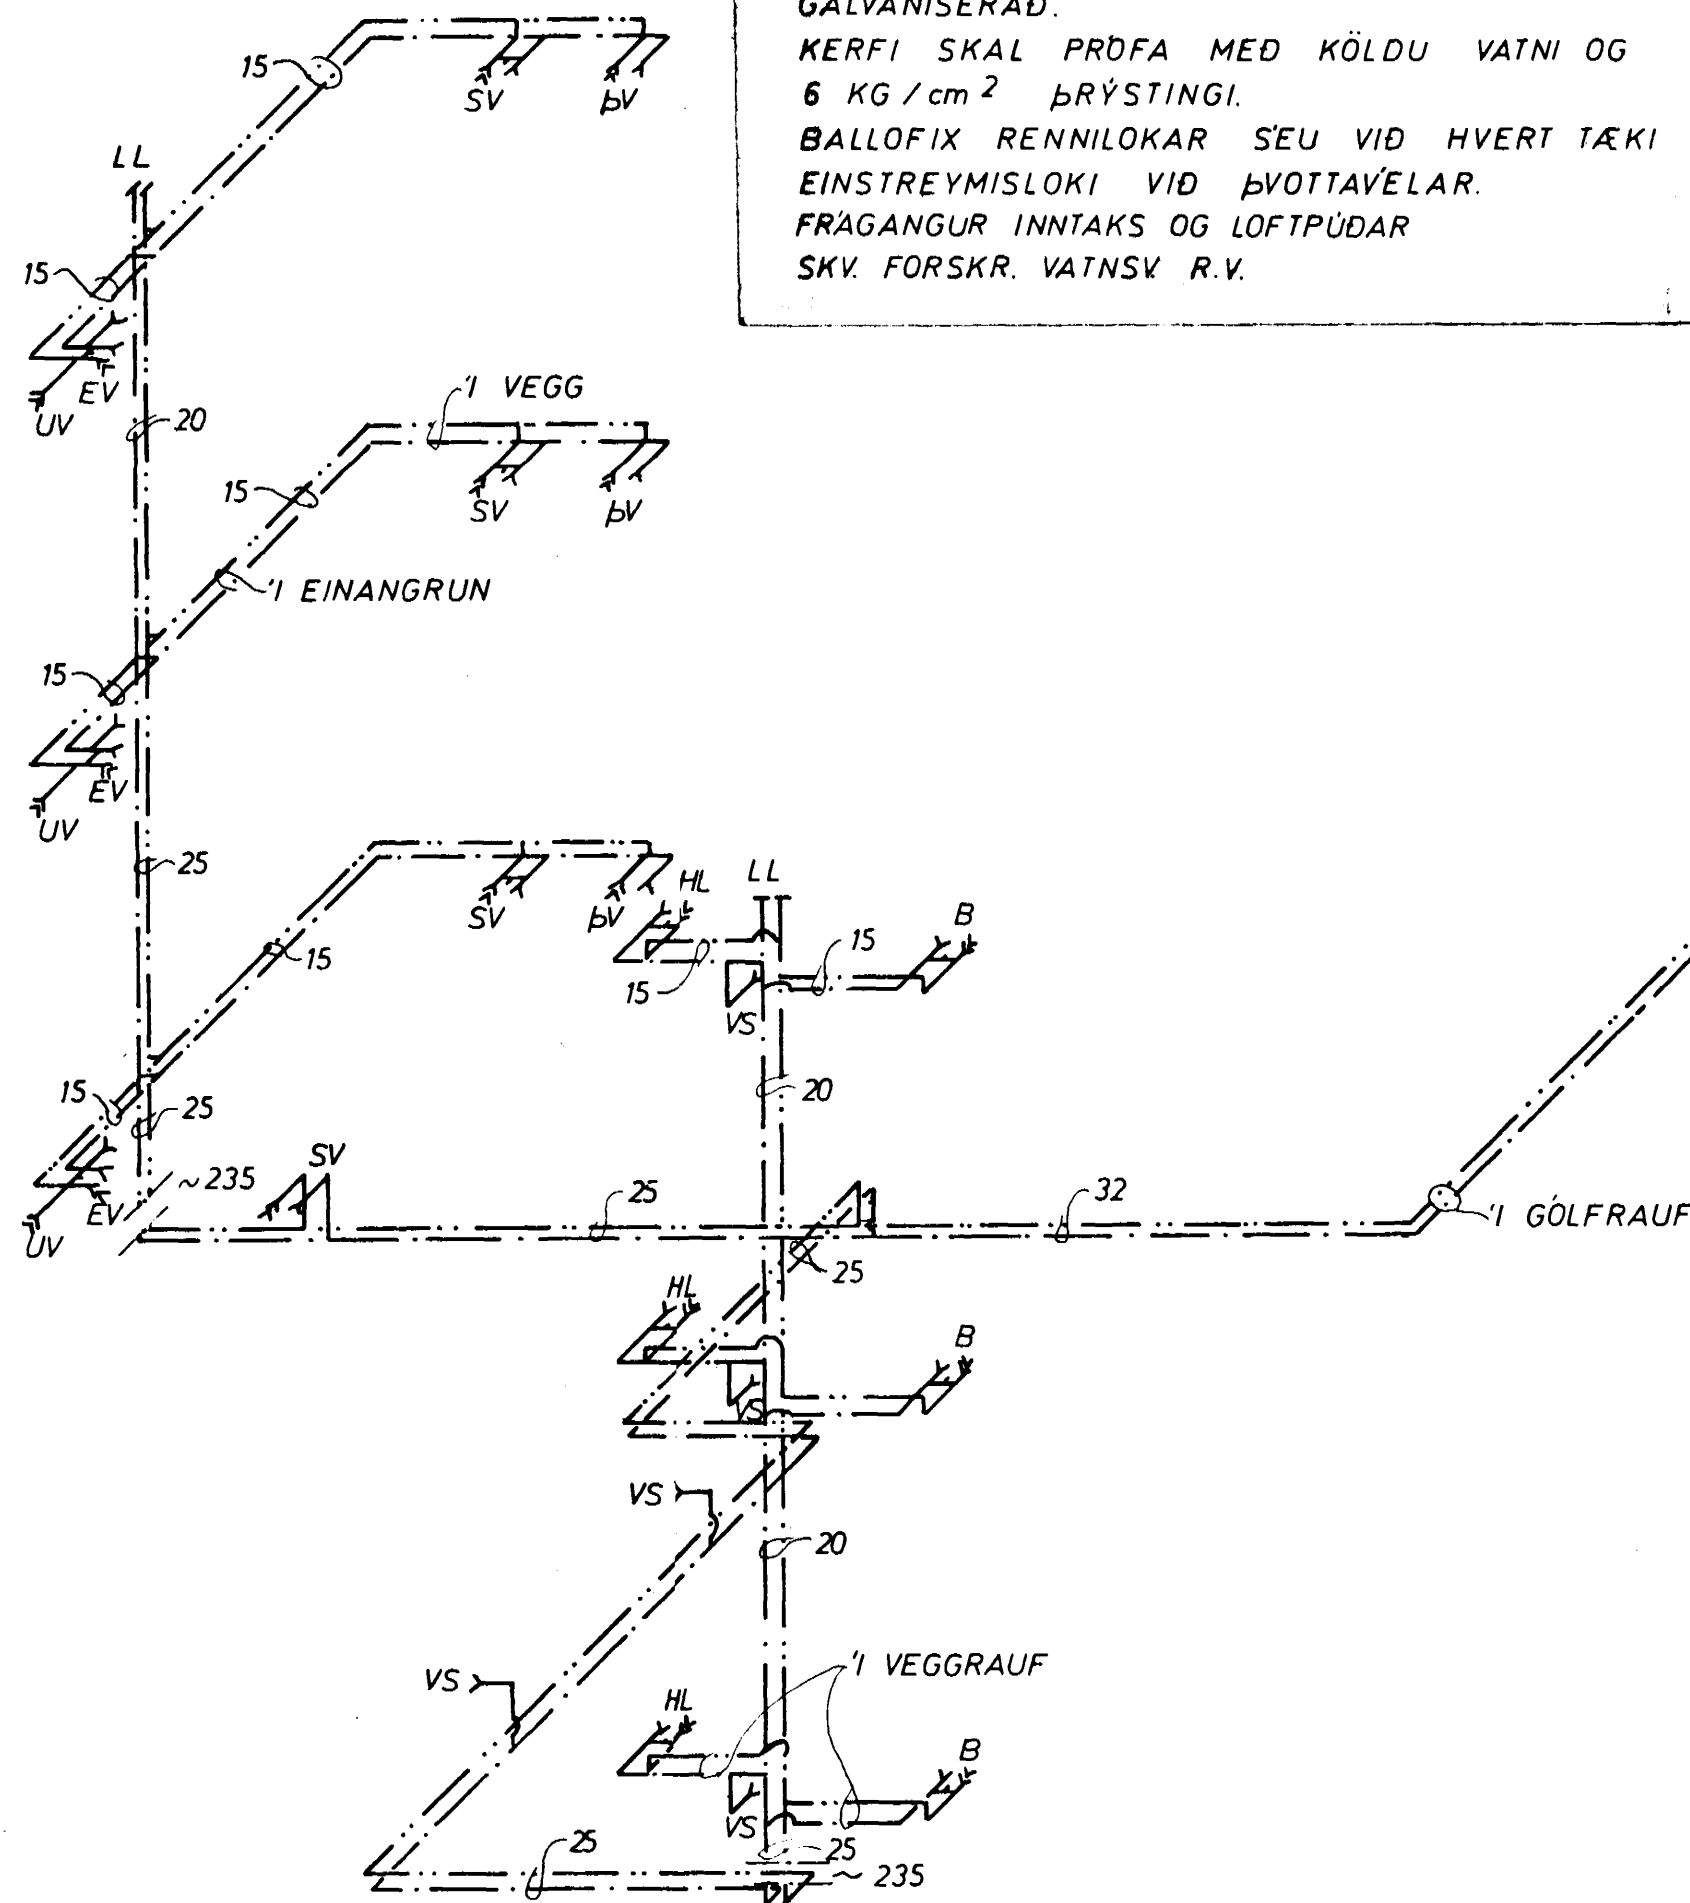 GALVANISERAÐ.
KERFI SKAL PRÓFA MEÐ KÖLDU VATNI OG
6 KG/cm² ÞRÝSTINGI.
BALLOFIX RENNILOKAR SÉU VIÐ HVERT TÆKI
EINSTREYMISLOKI VIÐ ÞVOTTAVÉLAR.
FRÁGANGUR INNTAKS OG LOFTPÚÐAR
SKV. FORSKR. VATNSV. R.V.
15
SV
ÞV
LL
15
EV
UV
20
Í VEGG
15
SV
ÞV
Í EINANGRUN
15
EV
UV
25
SV
ÞV
HL
LL
B
15
15
15
VS
15
25
20
SV
~235
25
32
EV
UV
Í GÓLFRAUF
25
HL
B
VS
VS
20
Í VEGGRAUF
VS
HL
B
VS
25
25
~235